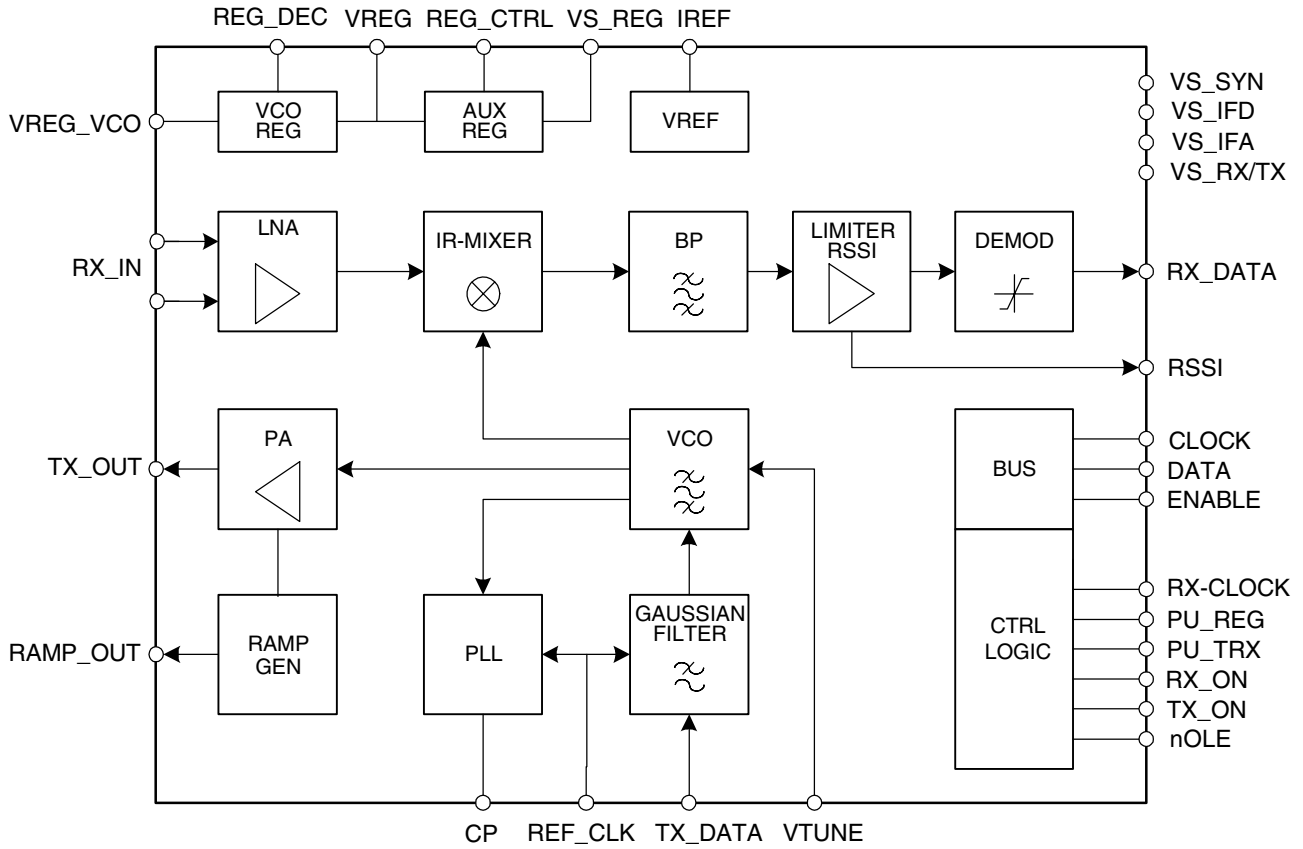 REG_DEC VREG REG_CTRL VS_REG IREF
VREG_VCO
VCO
REG
AUX
REG
VREF
VS_SYN
VS_IFD
VS_IFA
VS_RX/TX
RX_IN
LNA
IR-MIXER
BP
LIMITER
RSSI
DEMOD
RX_DATA
RSSI
TX_OUT
PA
VCO
BUS
CLOCK
DATA
ENABLE
RAMP_OUT
RAMP
GEN
PLL
GAUSSIAN
FILTER
CTRL
LOGIC
RX-CLOCK
PU_REG
PU_TRX
RX_ON
TX_ON
nOLE
CP REF_CLK TX_DATA VTUNE